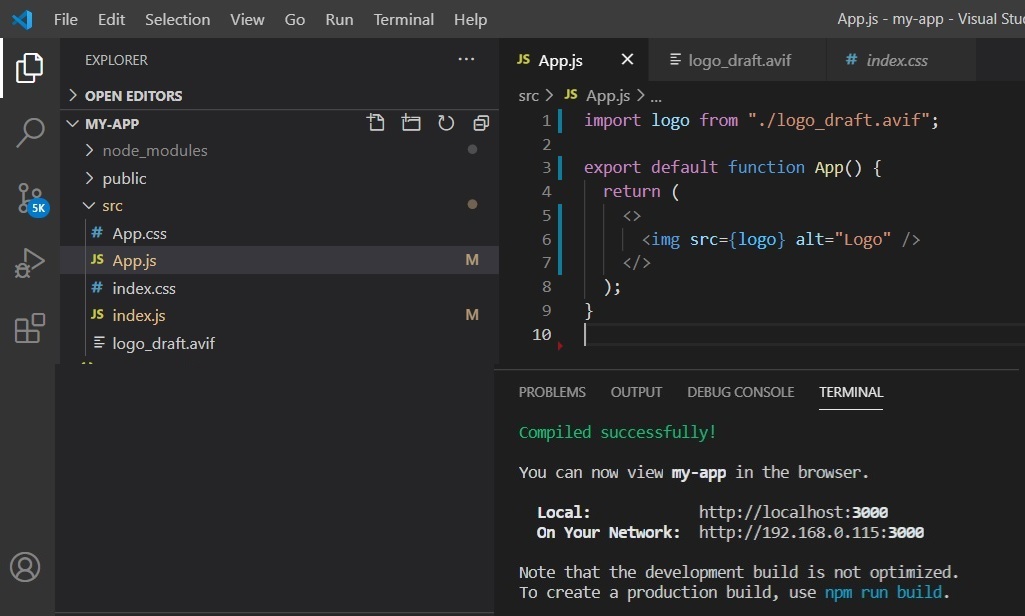 File Edit Selection View Go Run Terminal Help
App.js - my-app - Visual Stud
EXPLORER
OPEN EDITORS
MY-APP
node_modules
public
src
# App.css
JS App.js M
# index.css
JS index.js M
logo_draft.avif
5K
JS App.js
logo_draft.avif
# index.css
src > JS App.js > ...
1 import logo from "./logo_draft.avif";
2
3 export default function App() {
4 return (
5 <>
6 <img src={logo} alt="Logo" />
7 </>
8 );
9 }
10
PROBLEMS OUTPUT DEBUG CONSOLE TERMINAL
Compiled successfully!
You can now view my-app in the browser.
Local: http://localhost:3000
On Your Network: http://192.168.0.115:3000
Note that the development build is not optimized.
To create a production build, use npm run build.